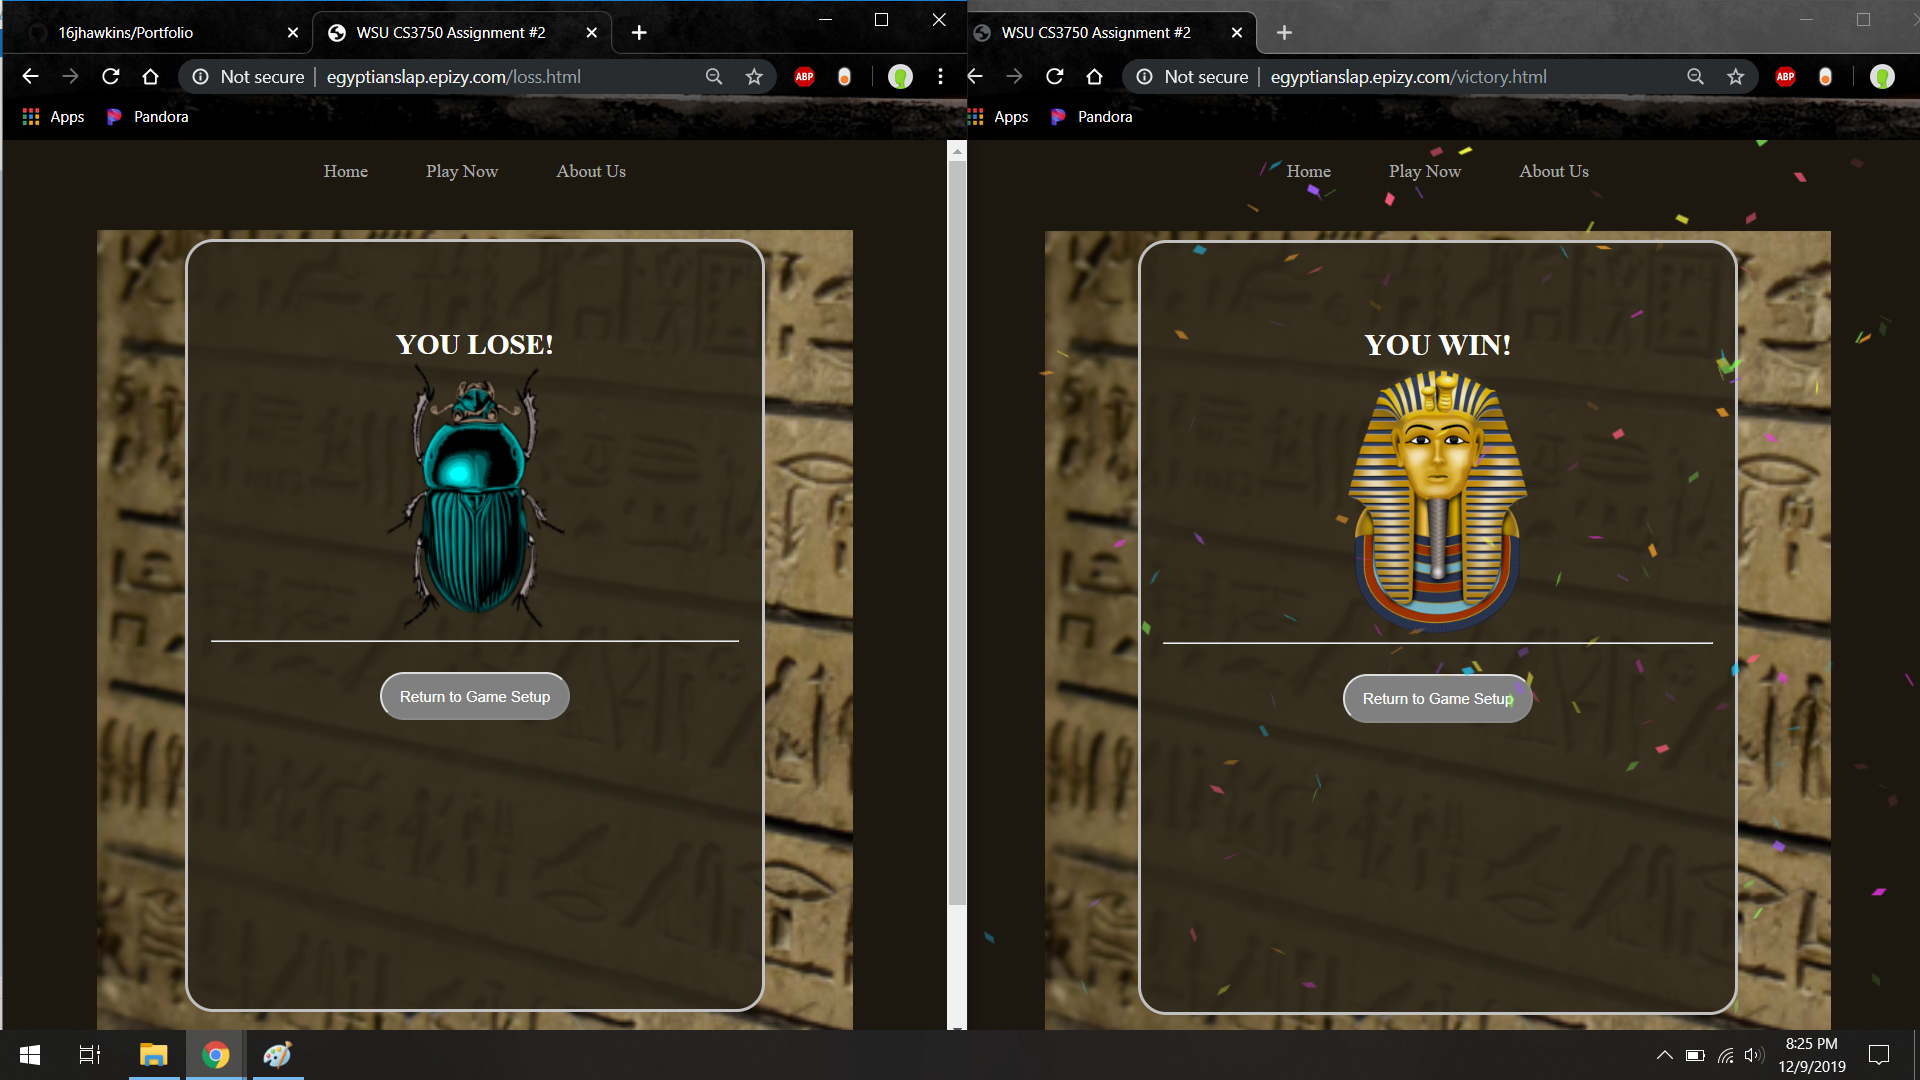 16jhawkins/Portfolio
WSU CS3750 Assignment #2
Not secure
egyptianslap.epizy.com/loss.html
ABP
Apps
Pandora
Home
Play Now
About Us
YOU LOSE!
Return to Game Setup
WSU CS3750 Assignment #2
Not secure
egyptianslap.epizy.com/victory.html
ABP
Apps
Pandora
Home
Play Now
About Us
YOU WIN!
Return to Game Setup
8:25 PM
12/9/2019